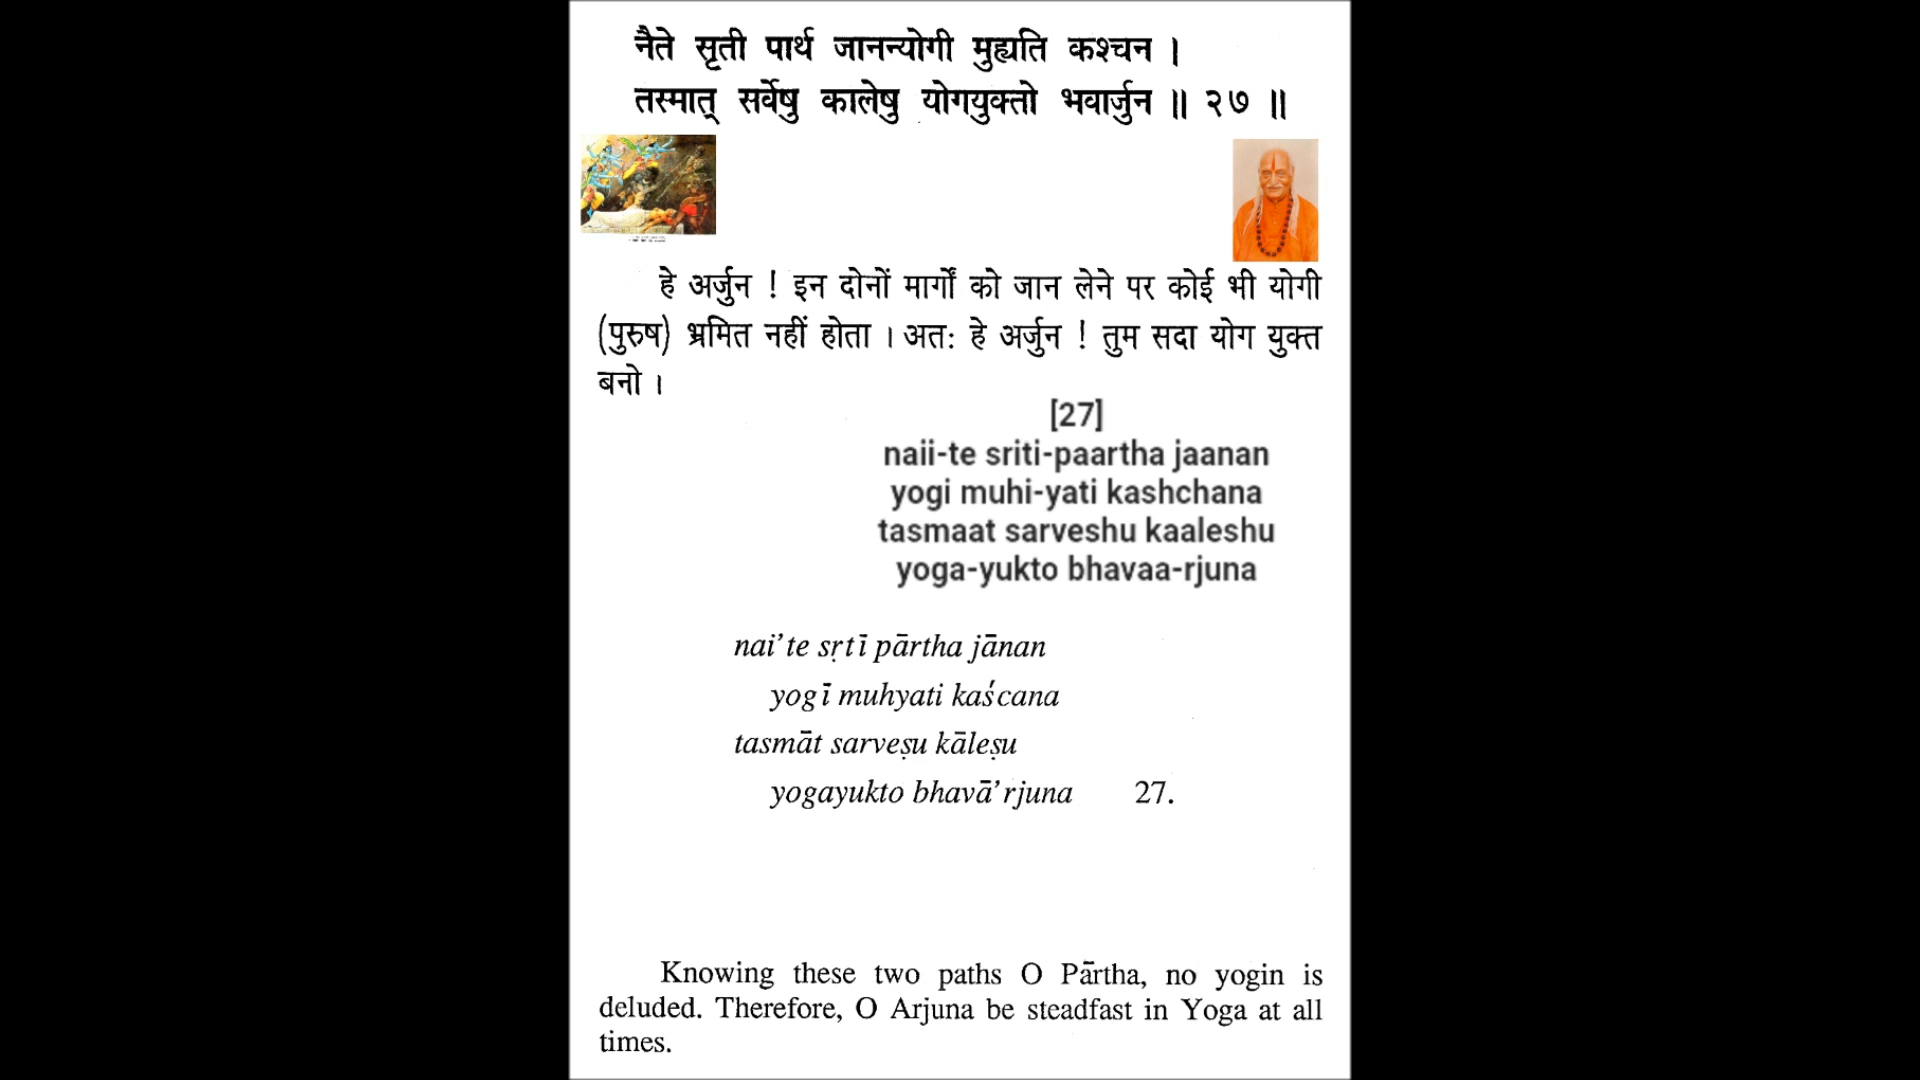 नैते सृती पार्थ जानन्योगी मुह्यति कश्चन ।
तस्मात् सर्वेषु कालेषु योगयुक्तो भवार्जुन ॥ २७ ॥
हे अर्जुन ! इन दोनों मार्गों को जान लेने पर कोई भी योगी
(पुरुष) भ्रमित नहीं होता । अतः हे अर्जुन ! तुम सदा योग युक्त
बनो ।
[27]
naii-te sriti-paartha jaanan
yogi muhi-yati kashchana
tasmaat sarveshu kaaleshu
yoga-yukto bhavaa-rjuna
nai'te sṛtī pārtha jānan
yogī muhyati kaścana
tasmāt sarveṣu kāleṣu
yogayukto bhavā'rjuna 27.
Knowing these two paths O Pārtha, no yogin is
deluded. Therefore, O Arjuna be steadfast in Yoga at all
times.